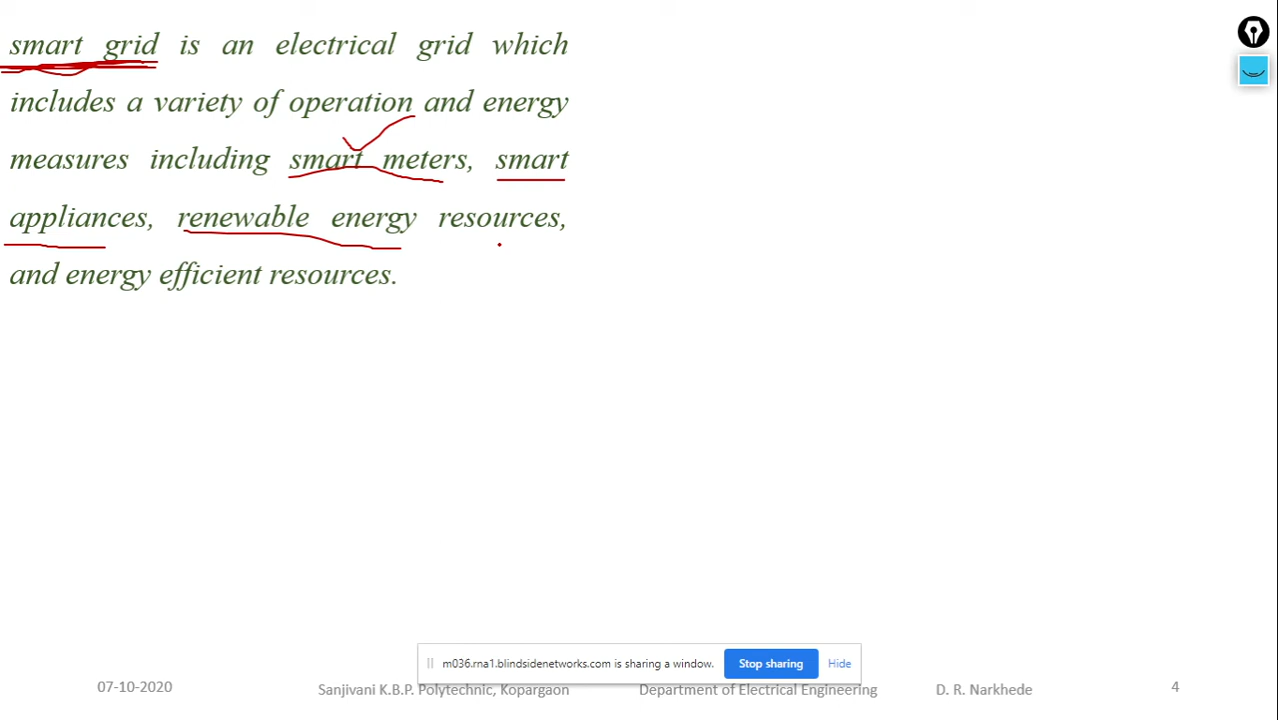 smart grid is an electrical grid which
includes a variety of operation and energy
measures including smart meters, smart
appliances, renewable energy resources,
and energy efficient resources.
m036.rna1.blindsidenetworks.com is sharing a window. Stop sharing Hide
07-10-2020 Sanjivani K.B.P. Polytechnic, Kopargaon Department of Electrical Engineering D. R. Narkhede 4